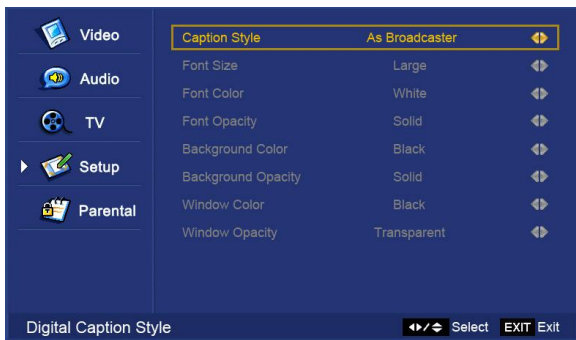 Video
Audio
TV
Setup
Parental
Caption Style As Broadcaster
Font Size Large
Font Color White
Font Opacity Solid
Background Color Black
Background Opacity Solid
Window Color Black
Window Opacity Transparent
Digital Caption Style Select EXIT Exit